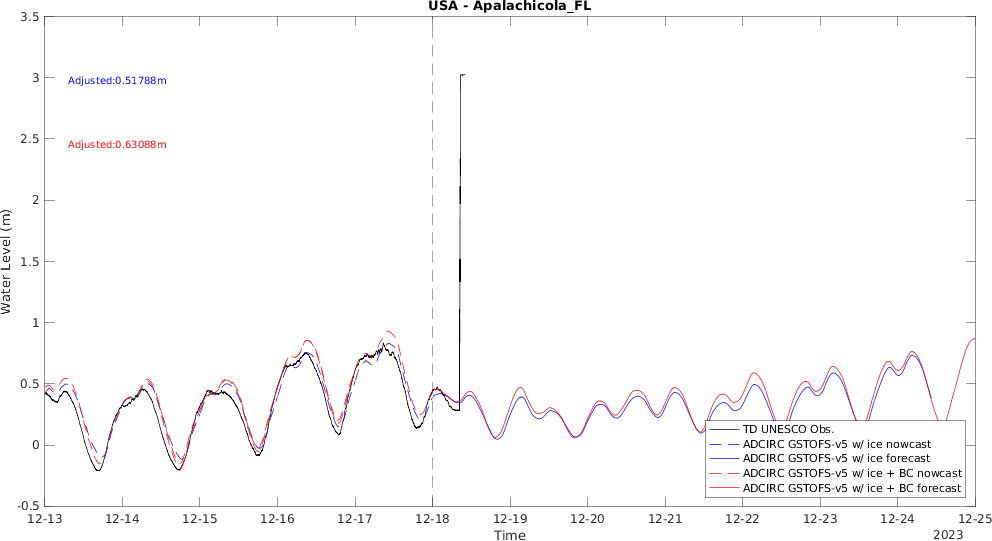 USA - Apalachicola_FL
3.5
3
2.5
2
1.5
1
0.5
0
-0.5
Water Level (m)
Adjusted:0.51788m
Adjusted:0.63088m
TD UNESCO Obs.
ADCIRC GSTOFS-v5 w/ ice nowcast
ADCIRC GSTOFS-v5 w/ ice forecast
ADCIRC GSTOFS-v5 w/ ice + BC nowcast
ADCIRC GSTOFS-v5 w/ ice + BC forecast
12-13 12-14 12-15 12-16 12-17 12-18 12-19 12-20 12-21 12-22 12-23 12-24 12-25
Time
2023